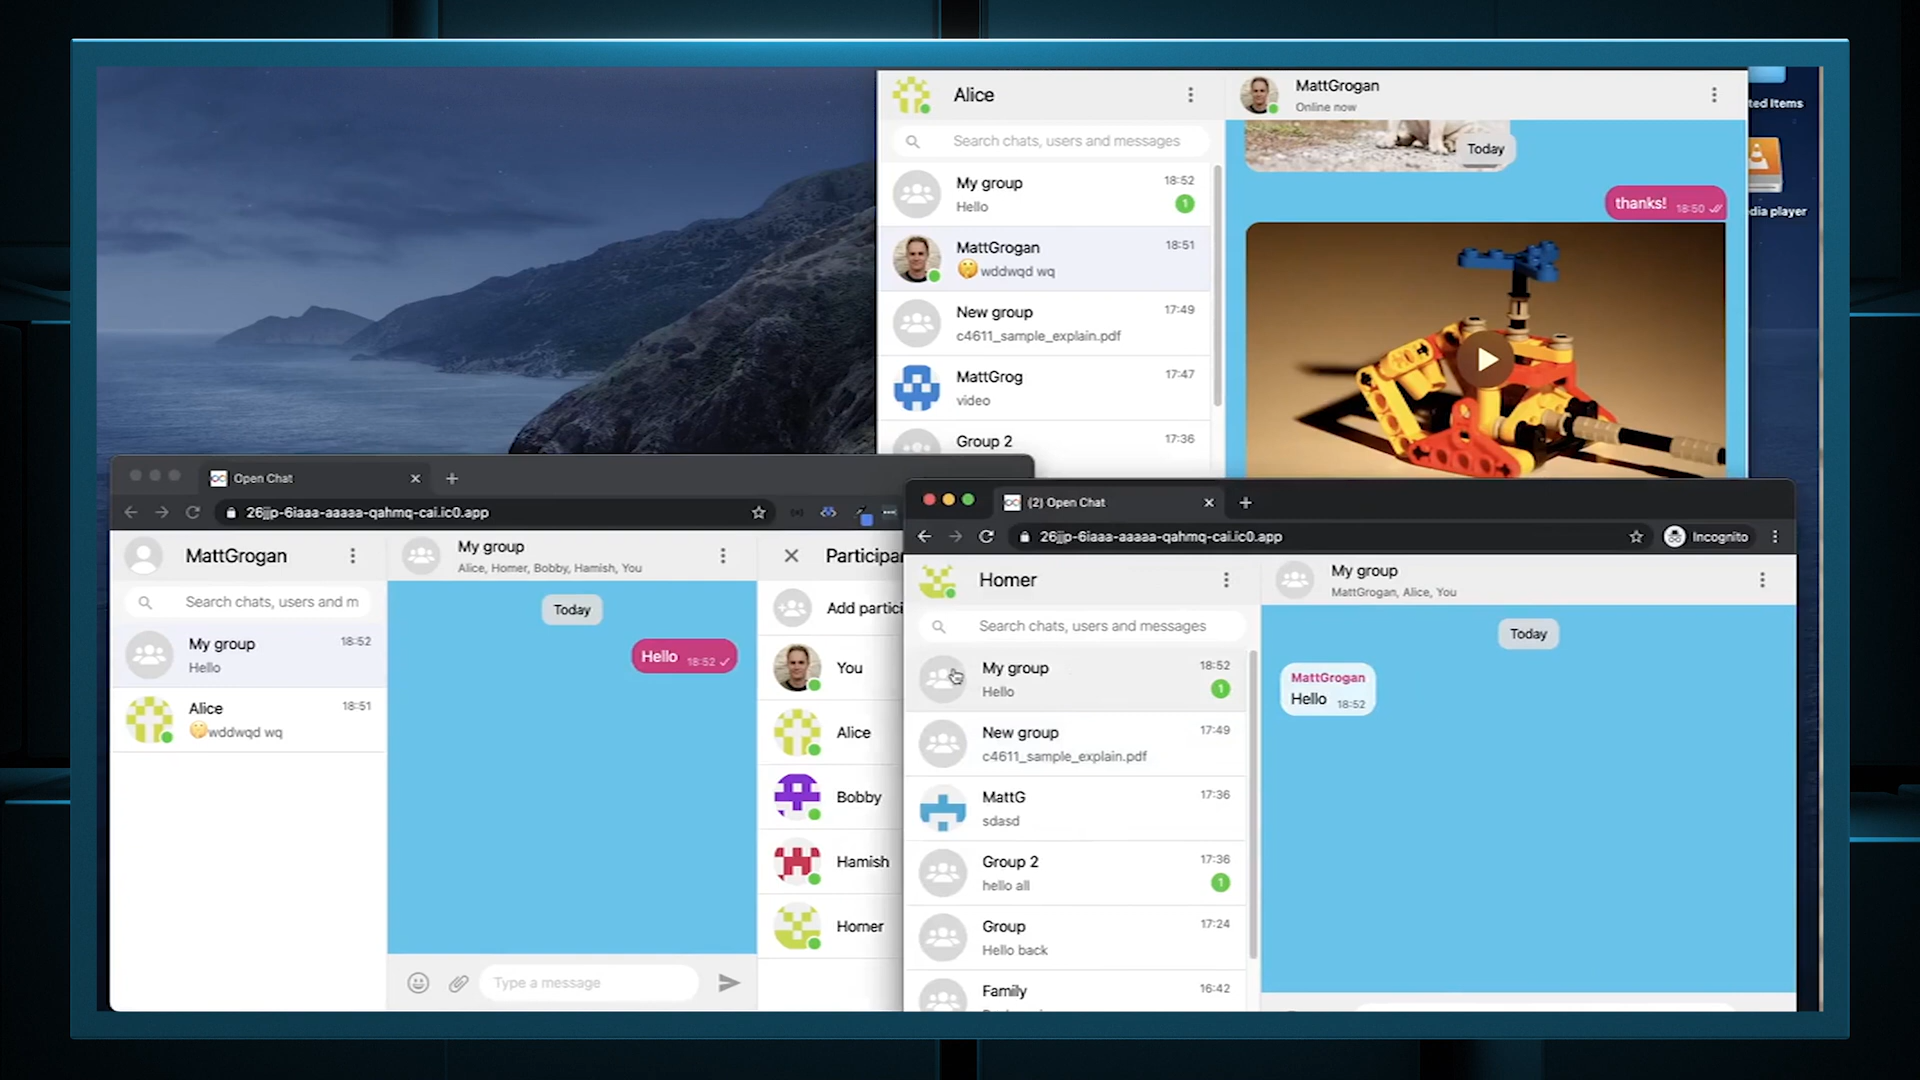 Alice
Search chats, users and messages
My group
18:52
Hello
1
MattGrogan
18:51
wddwqd wq
New group
17:49
c4611_sample_explain.pdf
MattGrog
17:47
video
Group 2
17:36
MattGrogan
Online now
Today
thanks! 18:50
ted Items
dia player
Open Chat
26jjp-6iaaa-aaaaa-qahmq-cai.ic0.app
MattGrogan
Search chats, users and m
My group
18:52
Hello
Alice
18:51
wddwqd wq
My group
Alice, Homer, Bobby, Hamish, You
Today
Hello 18:52
Type a message
Participa
Add partici
You
Alice
Bobby
Hamish
Homer
(2) Open Chat
26jjp-6iaaa-aaaaa-qahmq-cai.ic0.app
Incognito
Homer
Search chats, users and messages
My group
18:52
Hello
1
New group
17:49
c4611_sample_explain.pdf
MattG
17:36
sdasd
Group 2
17:36
hello all
1
Group
17:24
Hello back
Family
16:42
My group
MattGrogan, Alice, You
Today
MattGrogan
Hello 18:52